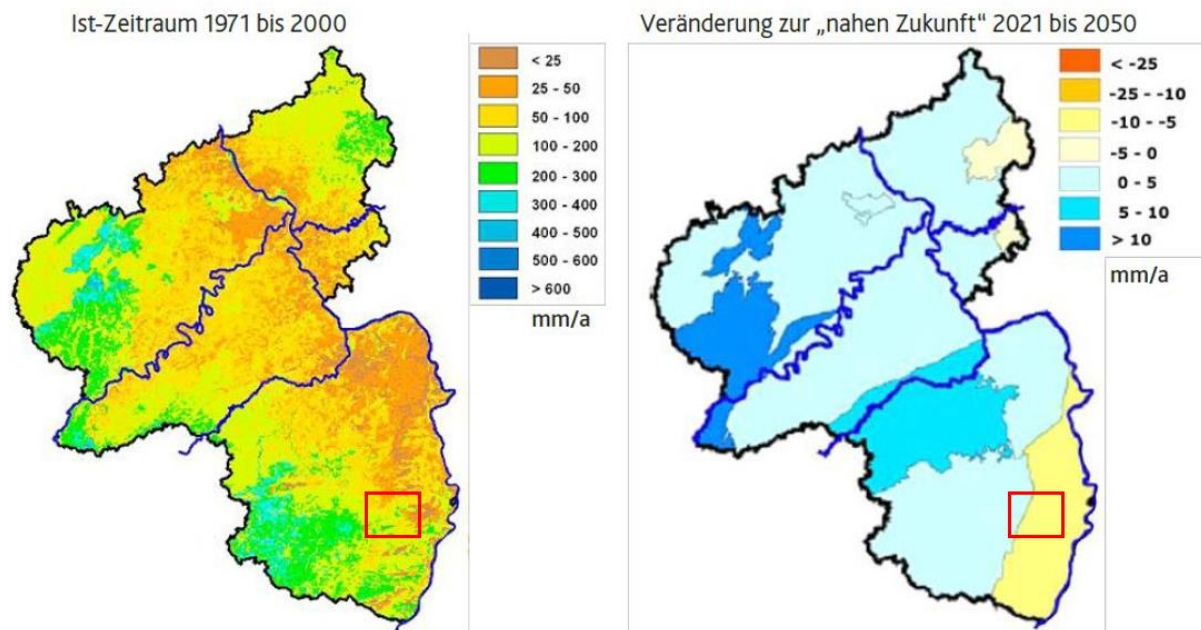 Ist-Zeitraum 1971 bis 2000
< 25
25 - 50
50 - 100
100 - 200
200 - 300
300 - 400
400 - 500
500 - 600
> 600
mm/a
Veränderung zur „nahen Zukunft“ 2021 bis 2050
< -25
-25 - -10
-10 - -5
-5 - 0
0 - 5
5 - 10
> 10
mm/a